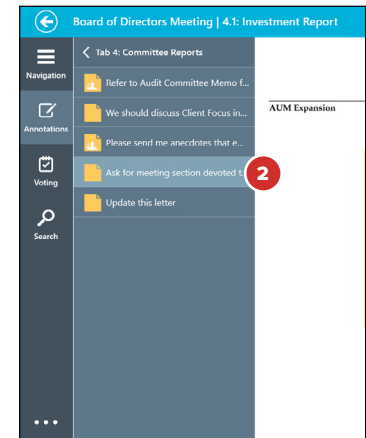 Board of Directors Meeting | 4.1: Investment Report
Navigation
Annotations
Voting
Search
Tab 4: Committee Reports
Refer to Audit Committee Memo f...
We should discuss Client Focus in...
Please send me anecdotes that e...
Ask for meeting section devoted t...
2
Update this letter
AUM Expansion